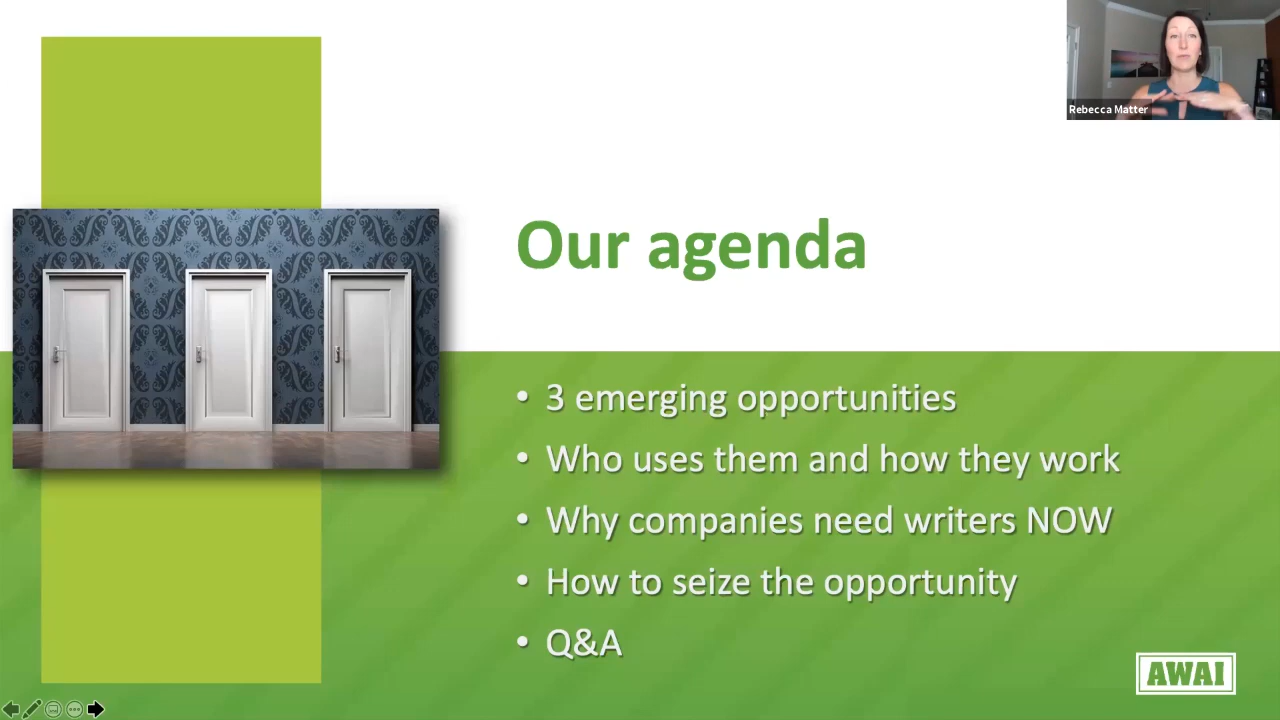 Rebecca Matter
Our agenda
• 3 emerging opportunities
• Who uses them and how they work
• Why companies need writers NOW
• How to seize the opportunity
• Q&A
AWAI